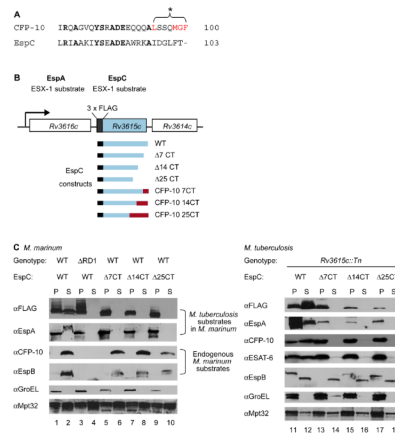 A
*
CFP-10 IRQAGVQYSRADEEQQQALSSQMGF 100
EspC LRIAAKIYSEADEAWRKAIDGLFT- 103
B
EspA EspC
ESX-1 substrate ESX-1 substrate
3 x FLAG
Rv3616c Rv3615c Rv3614c
EspC constructs
WT
Δ7 CT
Δ14 CT
Δ25 CT
CFP-10 7CT
CFP-10 14CT
CFP-10 25CT
C M. marinum
Genotype: WT ΔRD1 WT WT WT
EspC: WT WT Δ7CT Δ14CT Δ25CT
P S P S P S P S P S
αFLAG
αEspA
αCFP-10
αEspB
αGroEL
αMpt32
1 2 3 4 5 6 7 8 9 10
M. tuberculosis substrates in M. marinum
Endogenous M. marinum substrates
M. tuberculosis
Genotype: Rv3615c::Tn
EspC: WT Δ7CT Δ14CT Δ25CT
P S P S P S P S
αFLAG
αEspA
αCFP-10
αESAT-6
αEspB
αGroEL
αMpt32
11 12 13 14 15 16 17